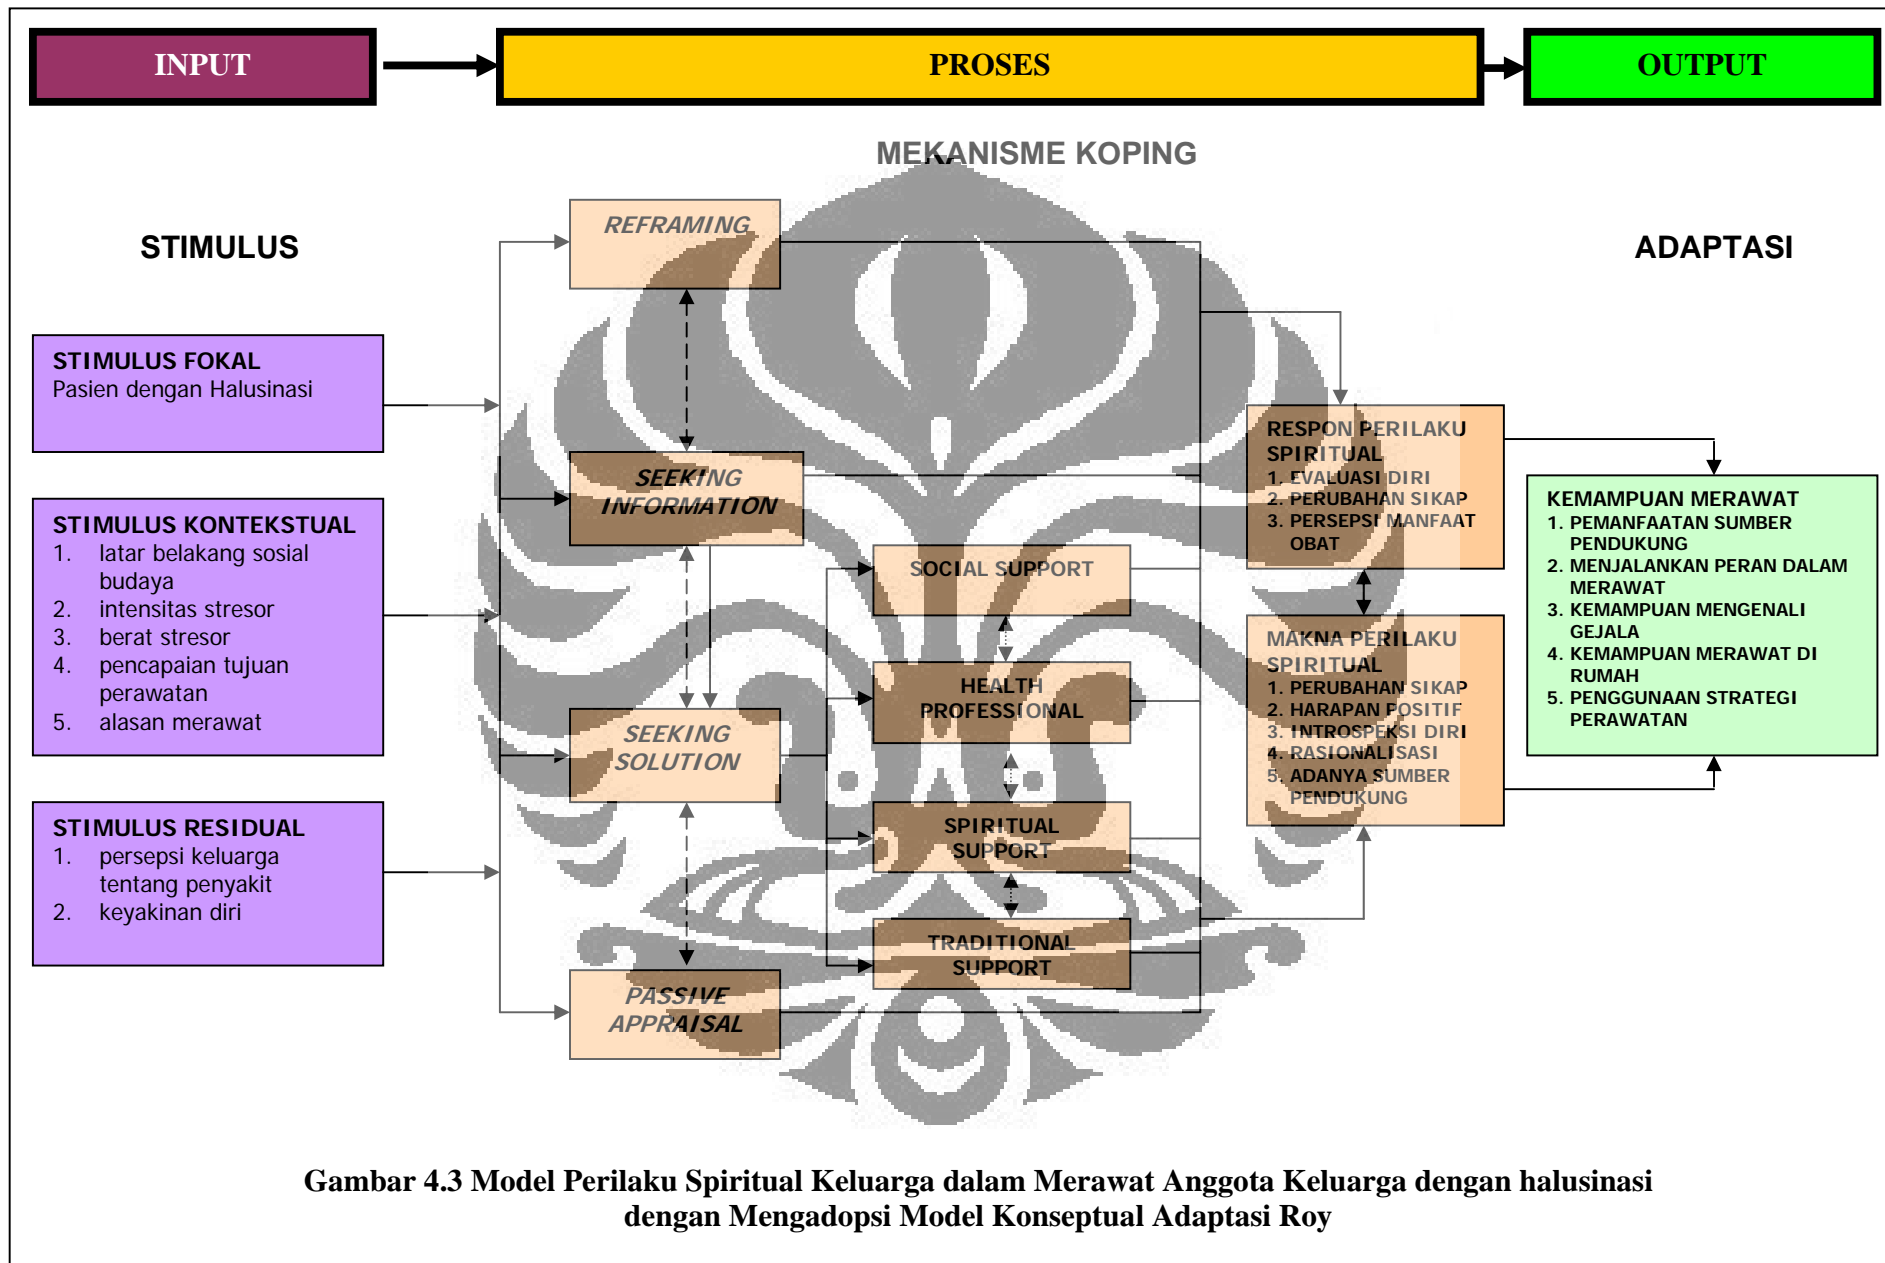 INPUT
PROSES
OUTPUT
MEKANISME KOPING
STIMULUS
ADAPTASI
STIMULUS FOKAL
Pasien dengan Halusinasi
STIMULUS KONTEKSTUAL
1. latar belakang sosial
budaya
2. intensitas stresor
3. berat stresor
4. pencapaian tujuan
perawatan
5. alasan merawat
STIMULUS RESIDUAL
1. persepsi keluarga
tentang penyakit
2. keyakinan diri
REFRAMING
SEEKING
INFORMATION
SEEKING
SOLUTION
PASSIVE
APPRAISAL
SOCIAL SUPPORT
HEALTH
PROFESSIONAL
SPIRITUAL
SUPPORT
TRADITIONAL
SUPPORT
RESPON PERILAKU
SPIRITUAL
1. EVALUASI DIRI
2. PERUBAHAN SIKAP
3. PERSEPSI MANFAAT
OBAT
MAKNA PERILAKU
SPIRITUAL
1. PERUBAHAN SIKAP
2. HARAPAN POSITIF
3. INTROSPEKSI DIRI
4. RASIONALISASI
5. ADANYA SUMBER
PENDUKUNG
KEMAMPUAN MERAWAT
1. PEMANFAATAN SUMBER
PENDUKUNG
2. MENJALANKAN PERAN DALAM
MERAWAT
3. KEMAMPUAN MENGENALI
GEJALA
4. KEMAMPUAN MERAWAT DI
RUMAH
5. PENGGUNAAN STRATEGI
PERAWATAN
Gambar 4.3 Model Perilaku Spiritual Keluarga dalam Merawat Anggota Keluarga dengan halusinasi
dengan Mengadopsi Model Konseptual Adaptasi Roy